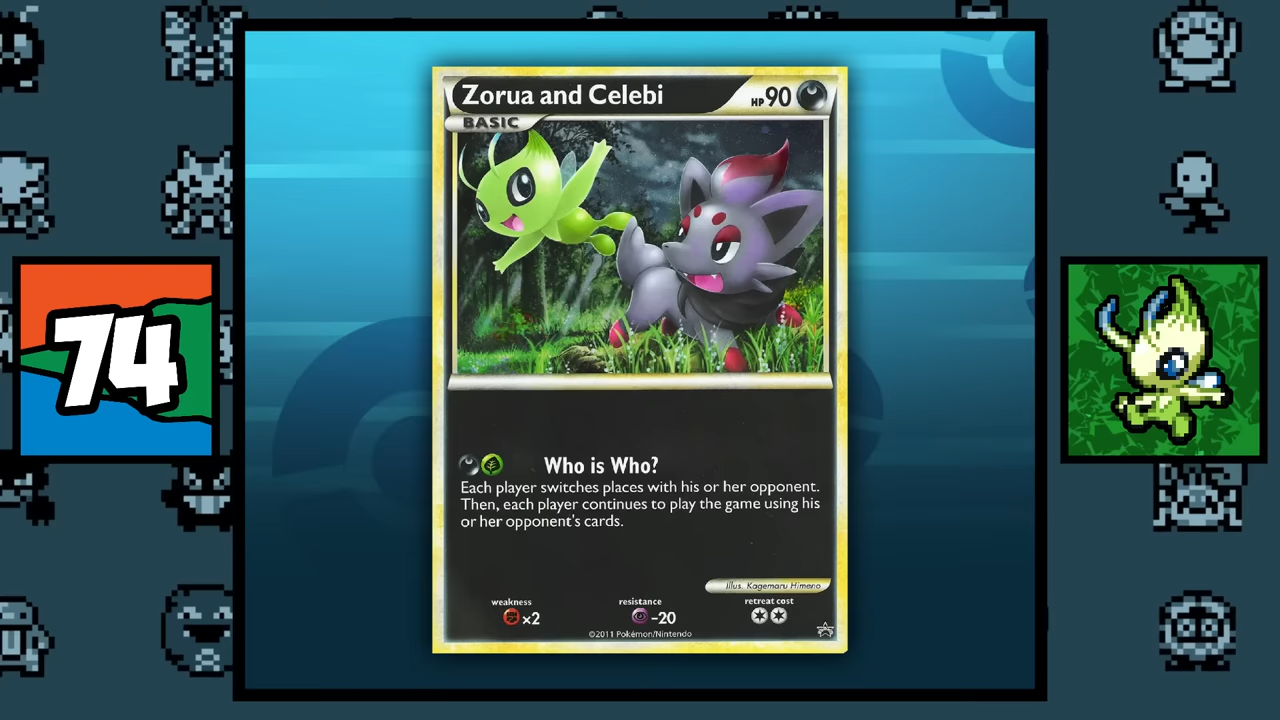 Zorua and Celebi
HP 90
BASIC
74
Who is Who?
Each player switches places with his or her opponent.
Then, each player continues to play the game using his
or her opponent's cards.
Illus. Kagemaru Himeno
weakness
×2
resistance
-20
retreat cost
©2011 Pokémon/Nintendo